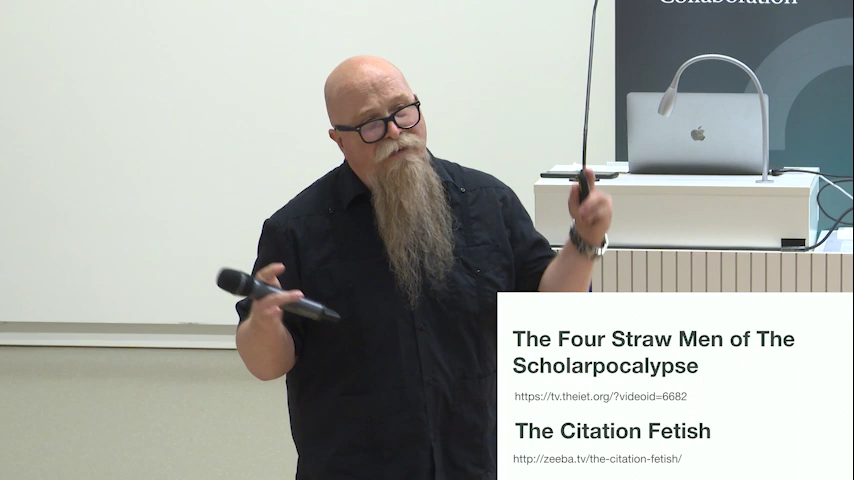 Collaboration
The Four Straw Men of The
Scholarpocalypse
https://tv.theiet.org/?videoid=6682
The Citation Fetish
http://zeeba.tv/the-citation-fetish/